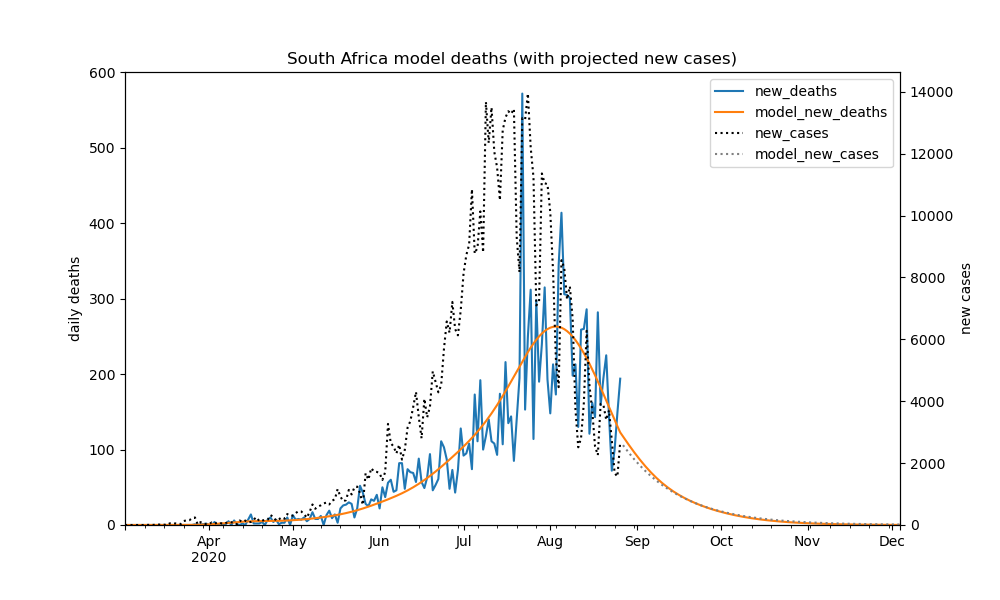 South Africa model deaths (with projected new cases)
new_deaths
model_new_deaths
new_cases
model_new_cases
daily deaths
600
500
400
300
200
100
0
14000
12000
10000
8000
6000
4000
2000
0
new cases
Apr May Jun Jul Aug Sep Oct Nov Dec
2020